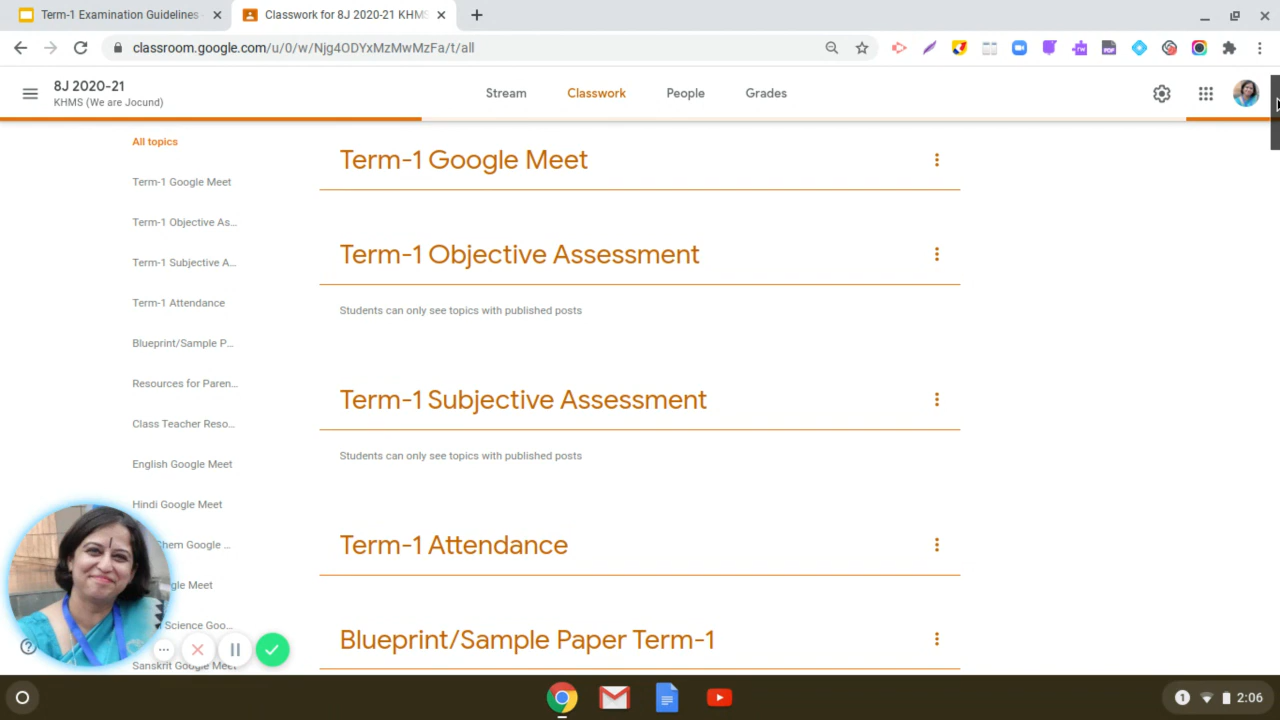 Term-1 Examination Guidelines
Classwork for 8J 2020-21 KHMS
classroom.google.com/u/0/w/Njg4ODYxMzMwMzFa/t/all
8J 2020-21
KHMS (We are Jocund)
Stream
Classwork
People
Grades
All topics
Term-1 Google Meet
Term-1 Objective As...
Term-1 Subjective A...
Term-1 Attendance
Blueprint/Sample P...
Resources for Paren...
Class Teacher Reso...
English Google Meet
Hindi Google Meet
Chem Google ...
gle Meet
Science Goo...
Sanskrit Google Meet
Term-1 Google Meet
Term-1 Objective Assessment
Students can only see topics with published posts
Term-1 Subjective Assessment
Students can only see topics with published posts
Term-1 Attendance
Blueprint/Sample Paper Term-1
1
2:06